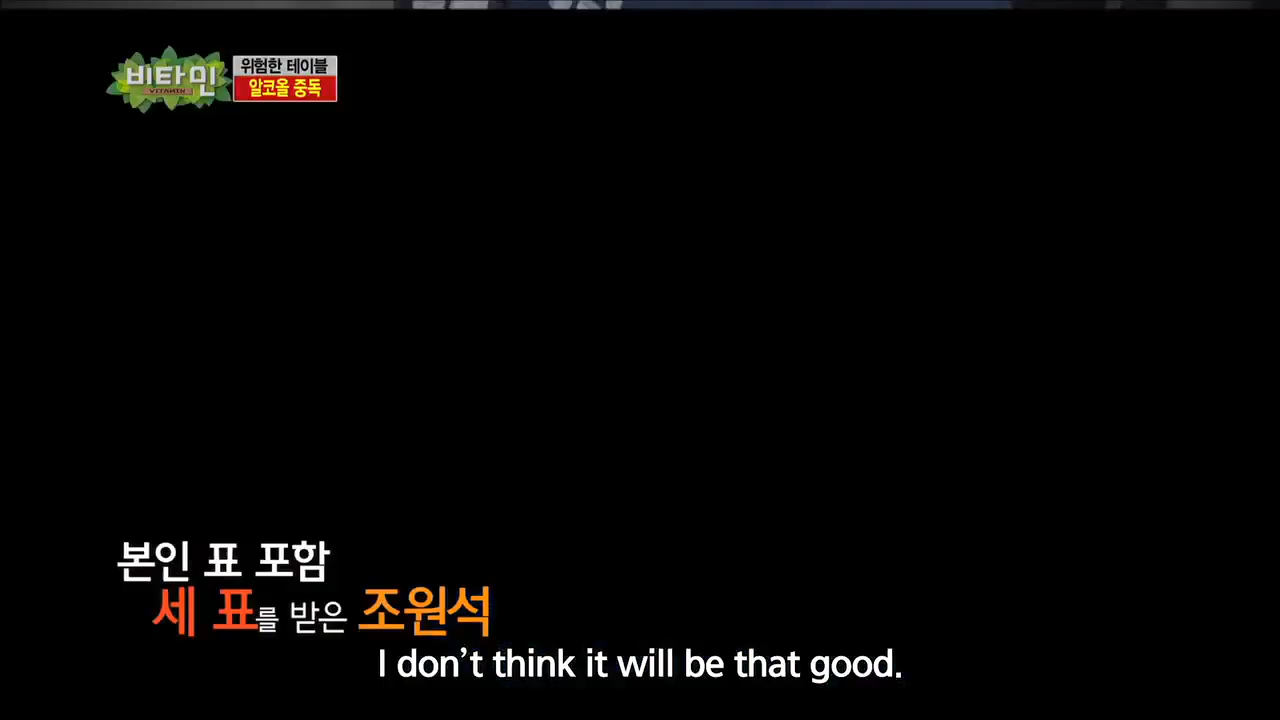 비타민
VITAMIN
위험한 테이블
알코올 중독
본인 표 포함
세 표를 받은 조원석
I don't think it will be that good.